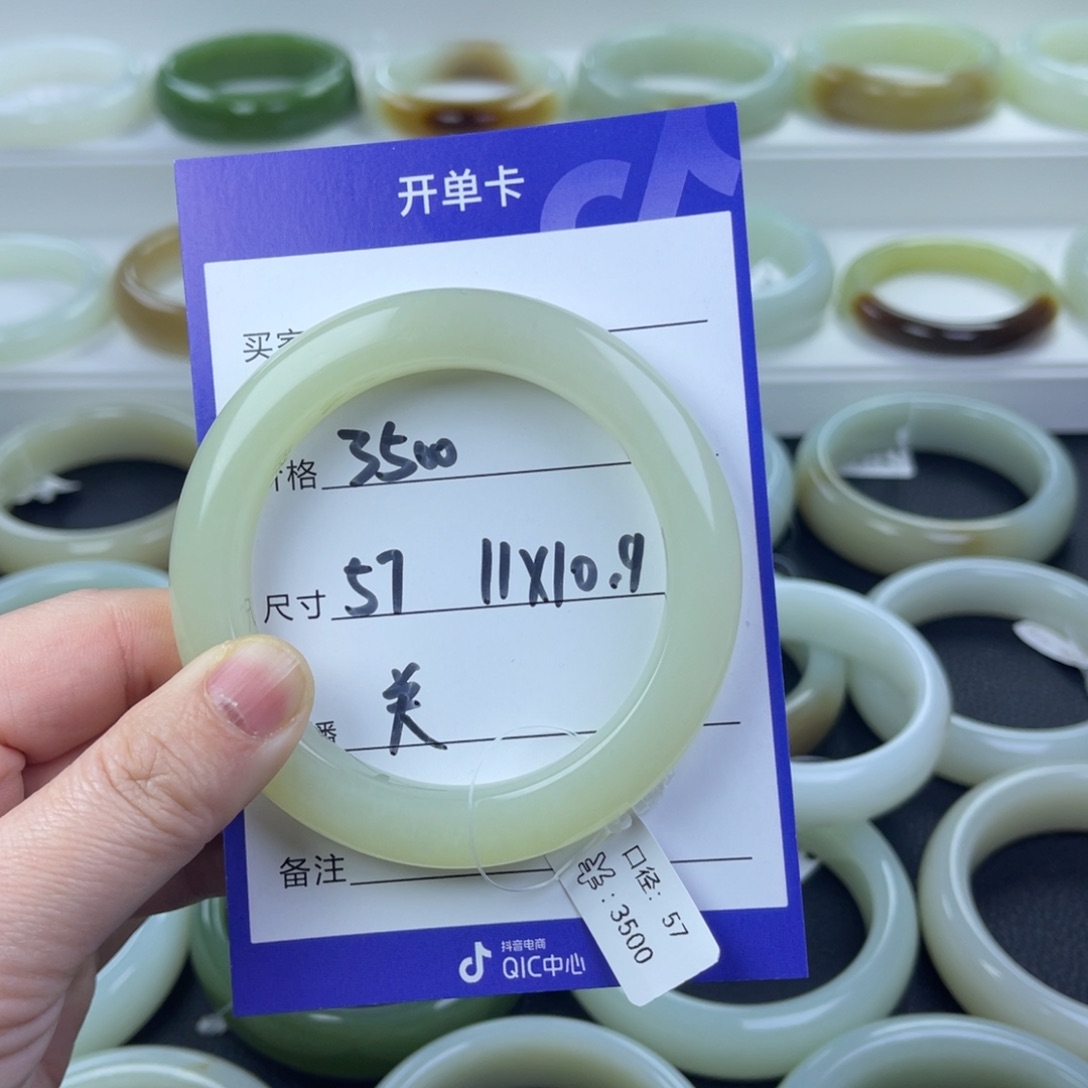 开单卡
买家
价格 3500
尺寸 57 11X10.9
播 关
备注
口径: 57
¥: 3500
抖音电商
QIC中心